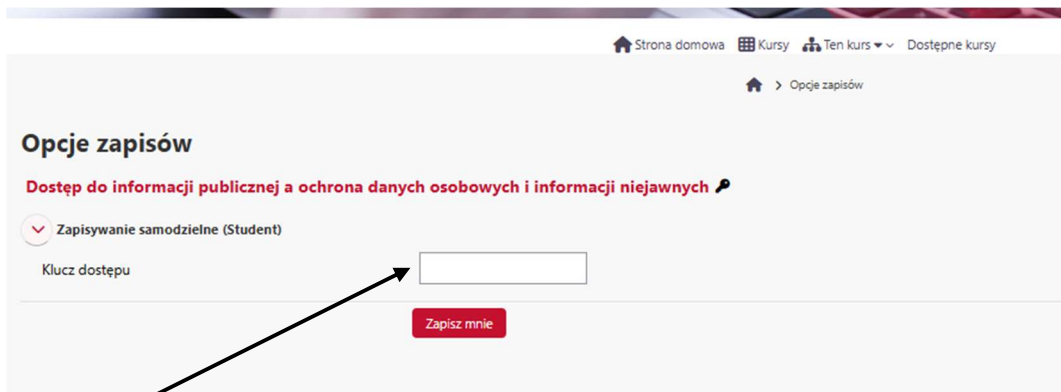 Strona domowa Kursy Ten kurs Dostępne kursy
> Opcje zapisów
Opcje zapisów
Dostęp do informacji publicznej a ochrona danych osobowych i informacji niejawnych
Zapisywanie samodzielne (Student)
Klucz dostępu
Zapisz mnie